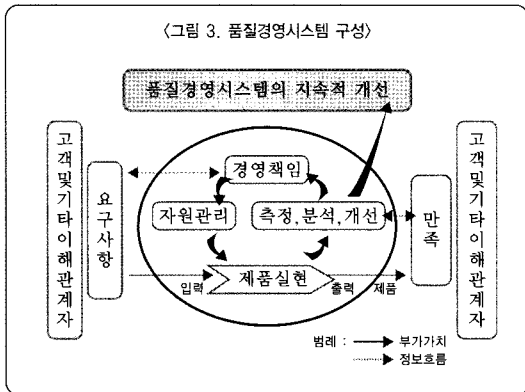 〈그림 3. 품질경영시스템 구성〉
품질경영시스템의 지속적 개선
고객및기타이해관계자
요구사항
경영책임
자원관리
측정,분석,개선
제품실현
입력
출력
제품
만족
고객및기타이해관계자
범례 : 부가가치
정보흐름